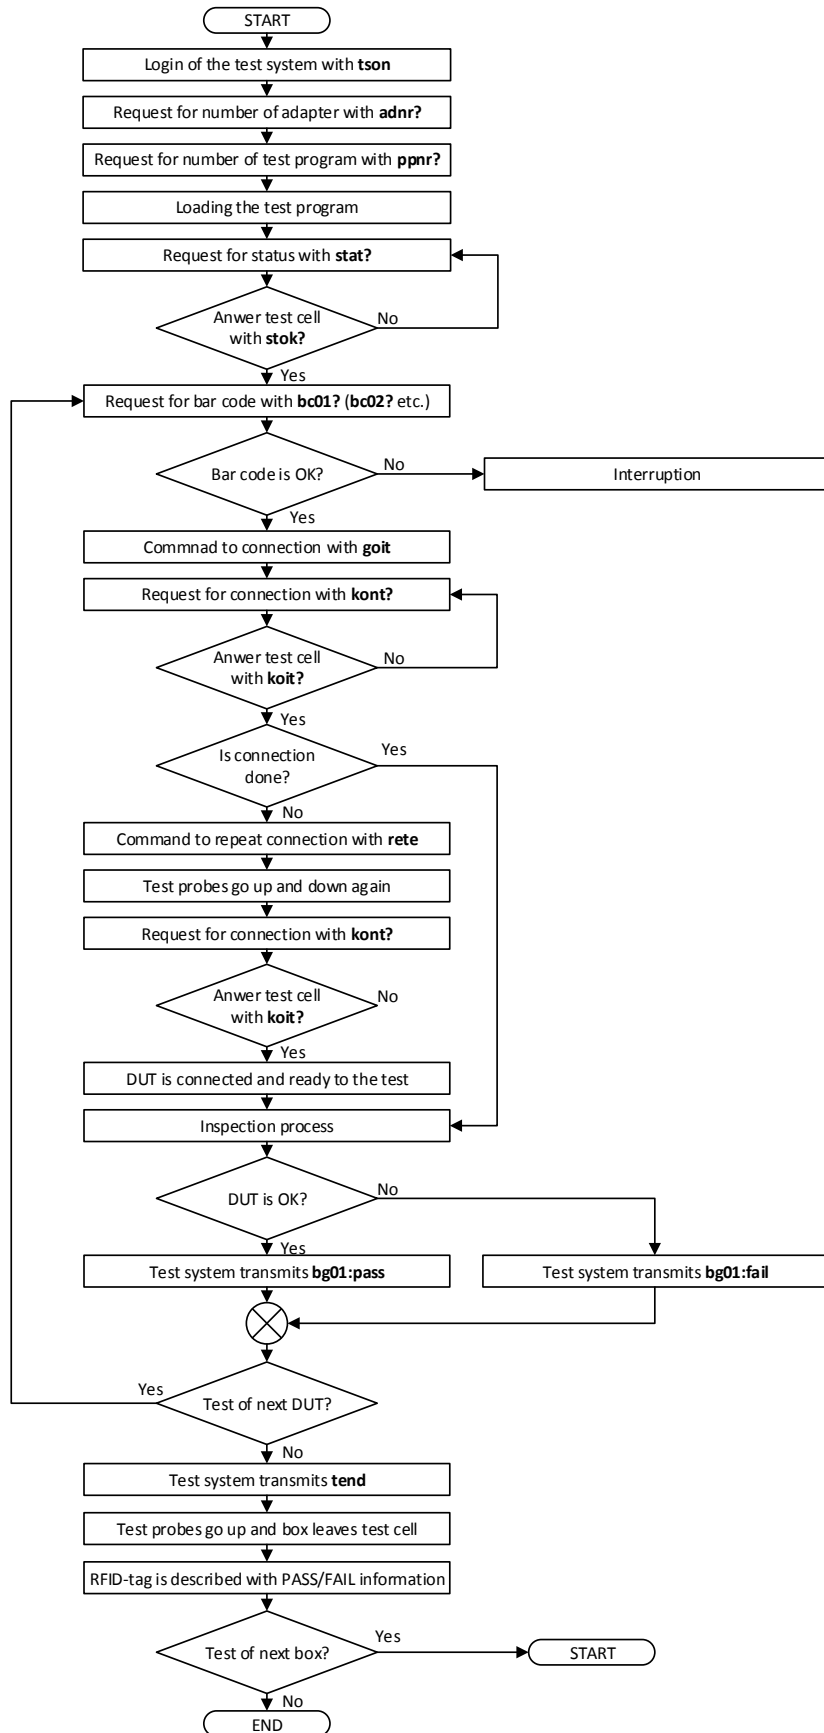 START
Login of the test system with tson
Request for number of adapter with adnr?
Request for number of test program with ppnr?
Loading the test program
Request for status with stat?
Anwer test cell
with stok?
No
Yes
Request for bar code with bc01? (bc02? etc.)
Bar code is OK?
No
Interruption
Yes
Commnad to connection with goit
Request for connection with kont?
Anwer test cell
with koit?
No
Yes
Is connection
done?
Yes
No
Command to repeat connection with rete
Test probes go up and down again
Request for connection with kont?
Anwer test cell
with koit?
No
Yes
DUT is connected and ready to the test
Inspection process
DUT is OK?
No
Yes
Test system transmits bg01:pass
Test system transmits bg01:fail
Yes
Test of next DUT?
No
Test system transmits tend
Test probes go up and box leaves test cell
RFID-tag is described with PASS/FAIL information
Test of next box?
Yes
START
No
END